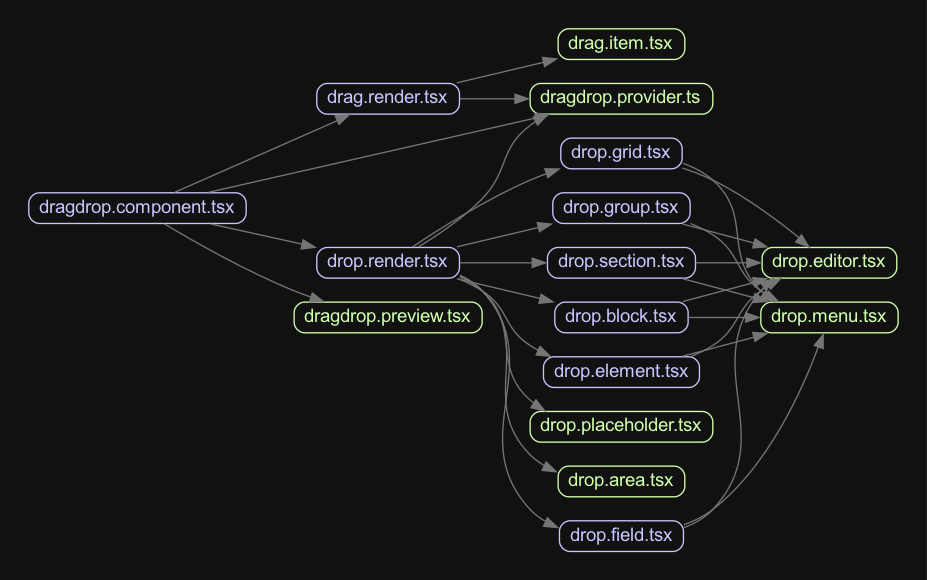 drag.item.tsx
drag.render.tsx
dragdrop.provider.ts
drop.grid.tsx
dragdrop.component.tsx
drop.group.tsx
drop.render.tsx
drop.section.tsx
drop.editor.tsx
dragdrop.preview.tsx
drop.block.tsx
drop.menu.tsx
drop.element.tsx
drop.placeholder.tsx
drop.area.tsx
drop.field.tsx